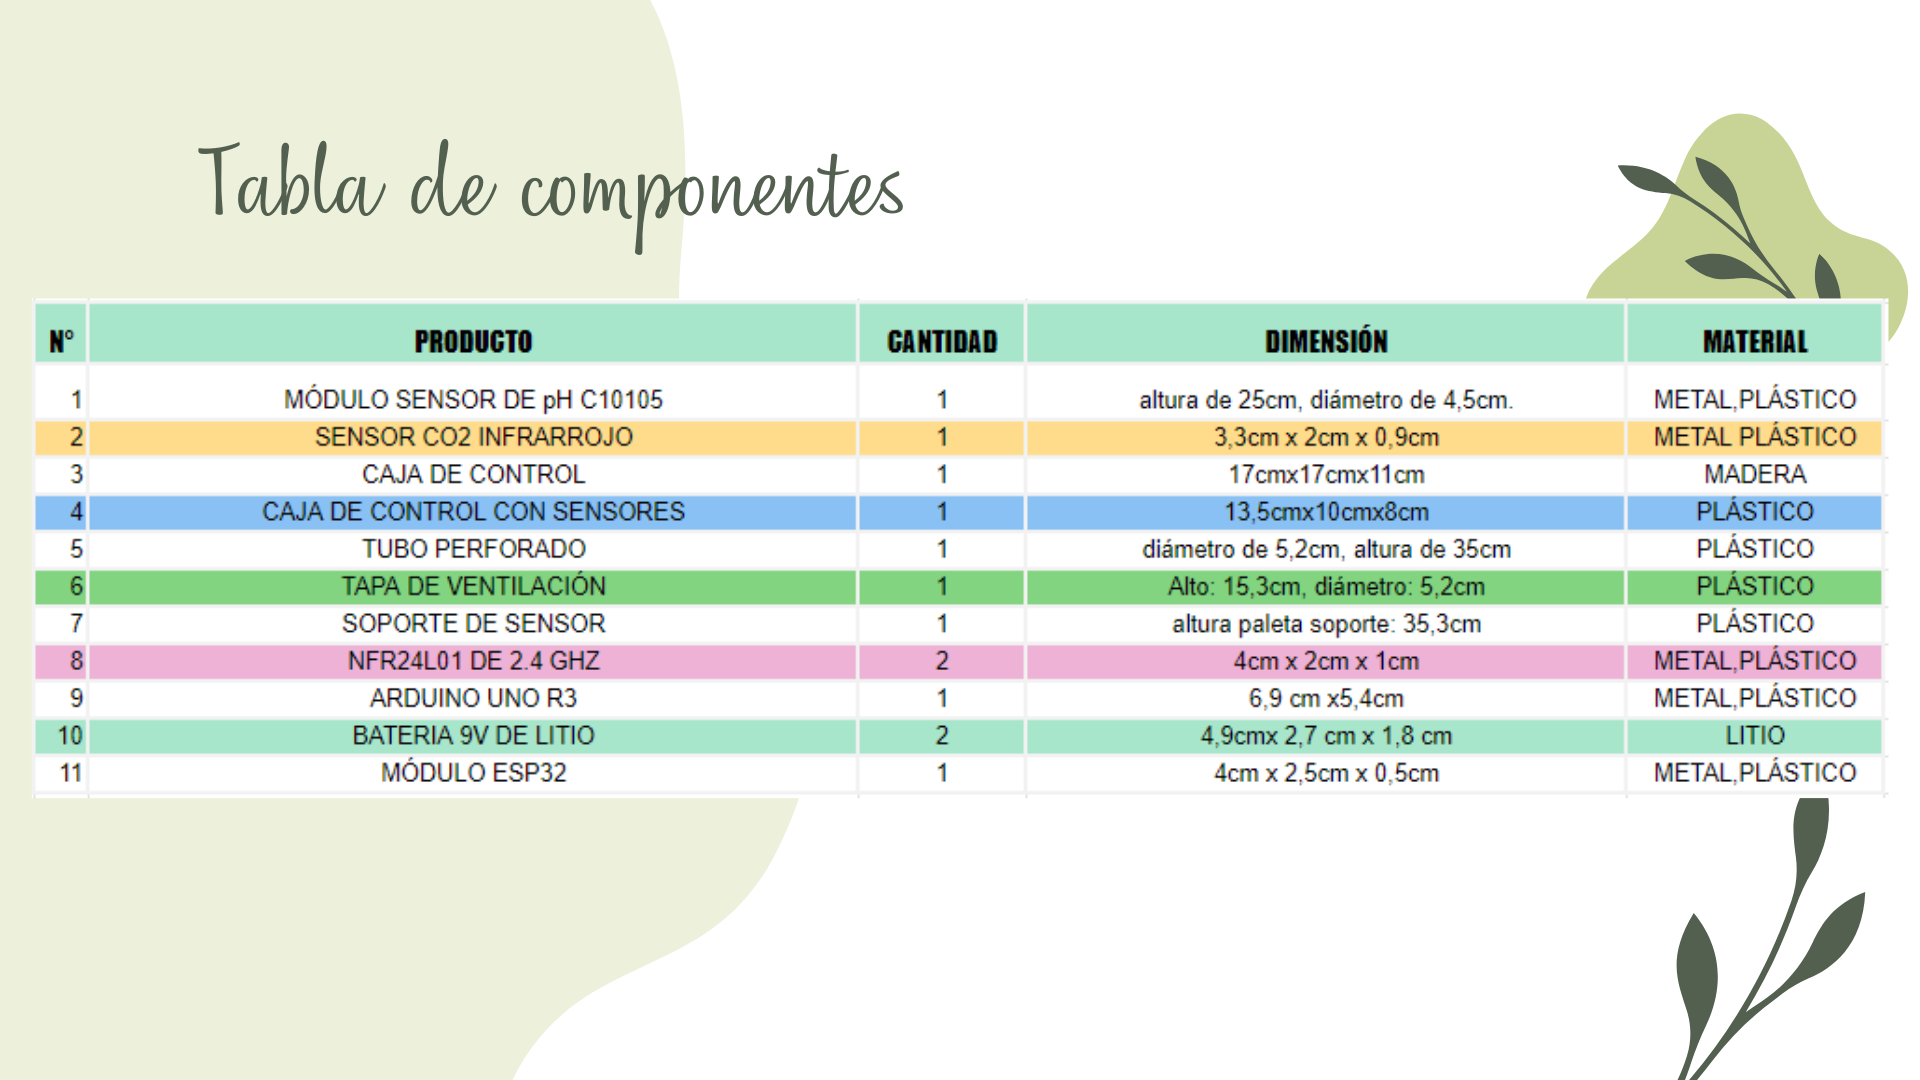 Tabla de componentes
N° PRODUCTO CANTIDAD DIMENSIÓN MATERIAL
1 MÓDULO SENSOR DE pH C10105 1 altura de 25cm, diámetro de 4,5cm. METAL,PLÁSTICO
2 SENSOR CO2 INFRARROJO 1 3,3cm x 2cm x 0,9cm METAL PLÁSTICO
3 CAJA DE CONTROL 1 17cmx17cmx11cm MADERA
4 CAJA DE CONTROL CON SENSORES 1 13,5cmx10cmx8cm PLÁSTICO
5 TUBO PERFORADO 1 diámetro de 5,2cm, altura de 35cm PLÁSTICO
6 TAPA DE VENTILACIÓN 1 Alto: 15,3cm, diámetro: 5,2cm PLÁSTICO
7 SOPORTE DE SENSOR 1 altura paleta soporte: 35,3cm PLÁSTICO
8 NFR24L01 DE 2.4 GHZ 2 4cm x 2cm x 1cm METAL,PLÁSTICO
9 ARDUINO UNO R3 1 6,9 cm x5,4cm METAL,PLÁSTICO
10 BATERIA 9V DE LITIO 2 4,9cmx 2,7 cm x 1,8 cm LITIO
11 MÓDULO ESP32 1 4cm x 2,5cm x 0,5cm METAL,PLÁSTICO